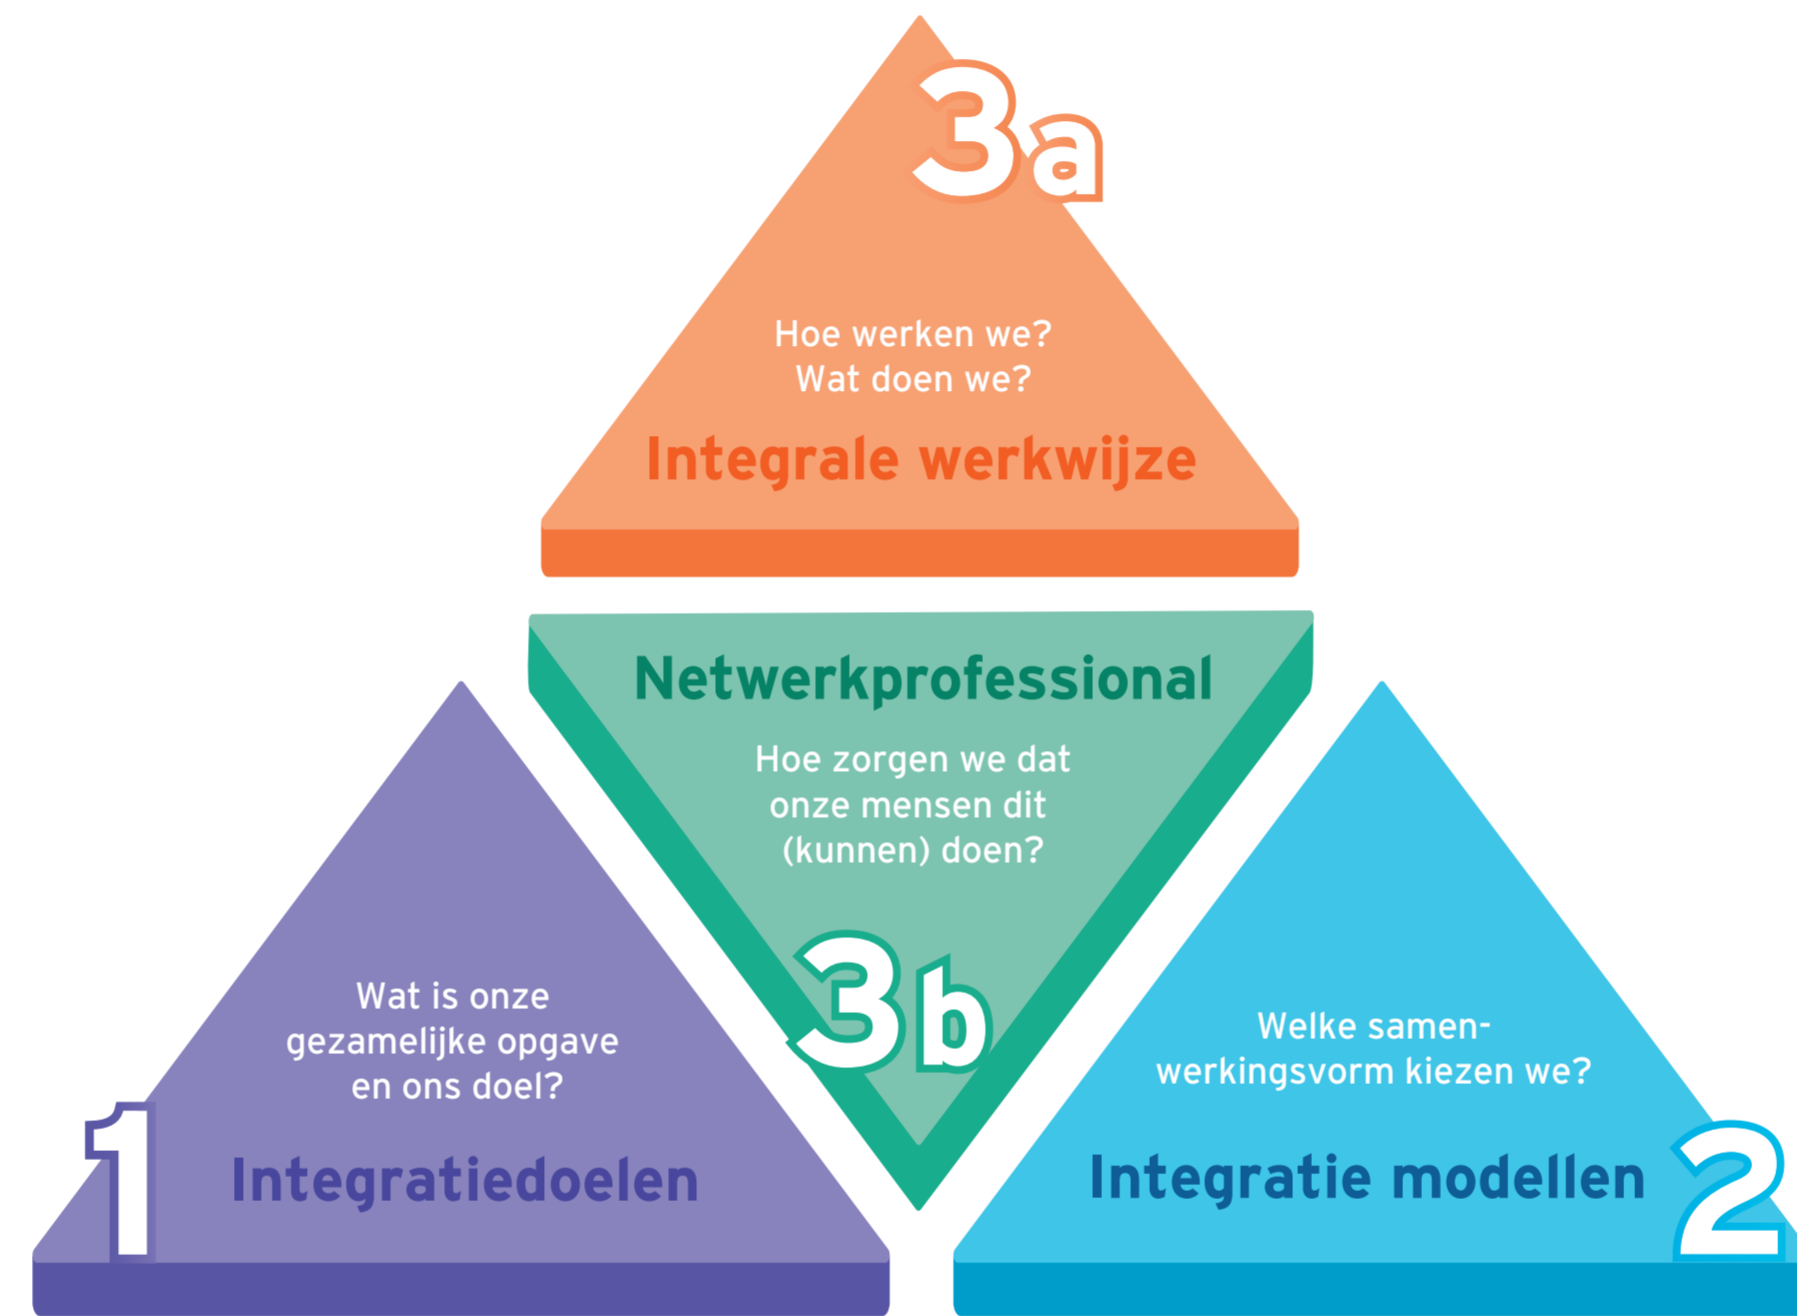 3a
Hoe werken we?
Wat doen we?
Integrale werkwijze
Netwerkprofessional
Hoe zorgen we dat
onze mensen dit
(kunnen) doen?
3b
Wat is onze
gezamelijke opgave
en ons doel?
1
Integratiedoelen
Welke samen-
werkingsvorm kiezen we?
Integratie modellen
2